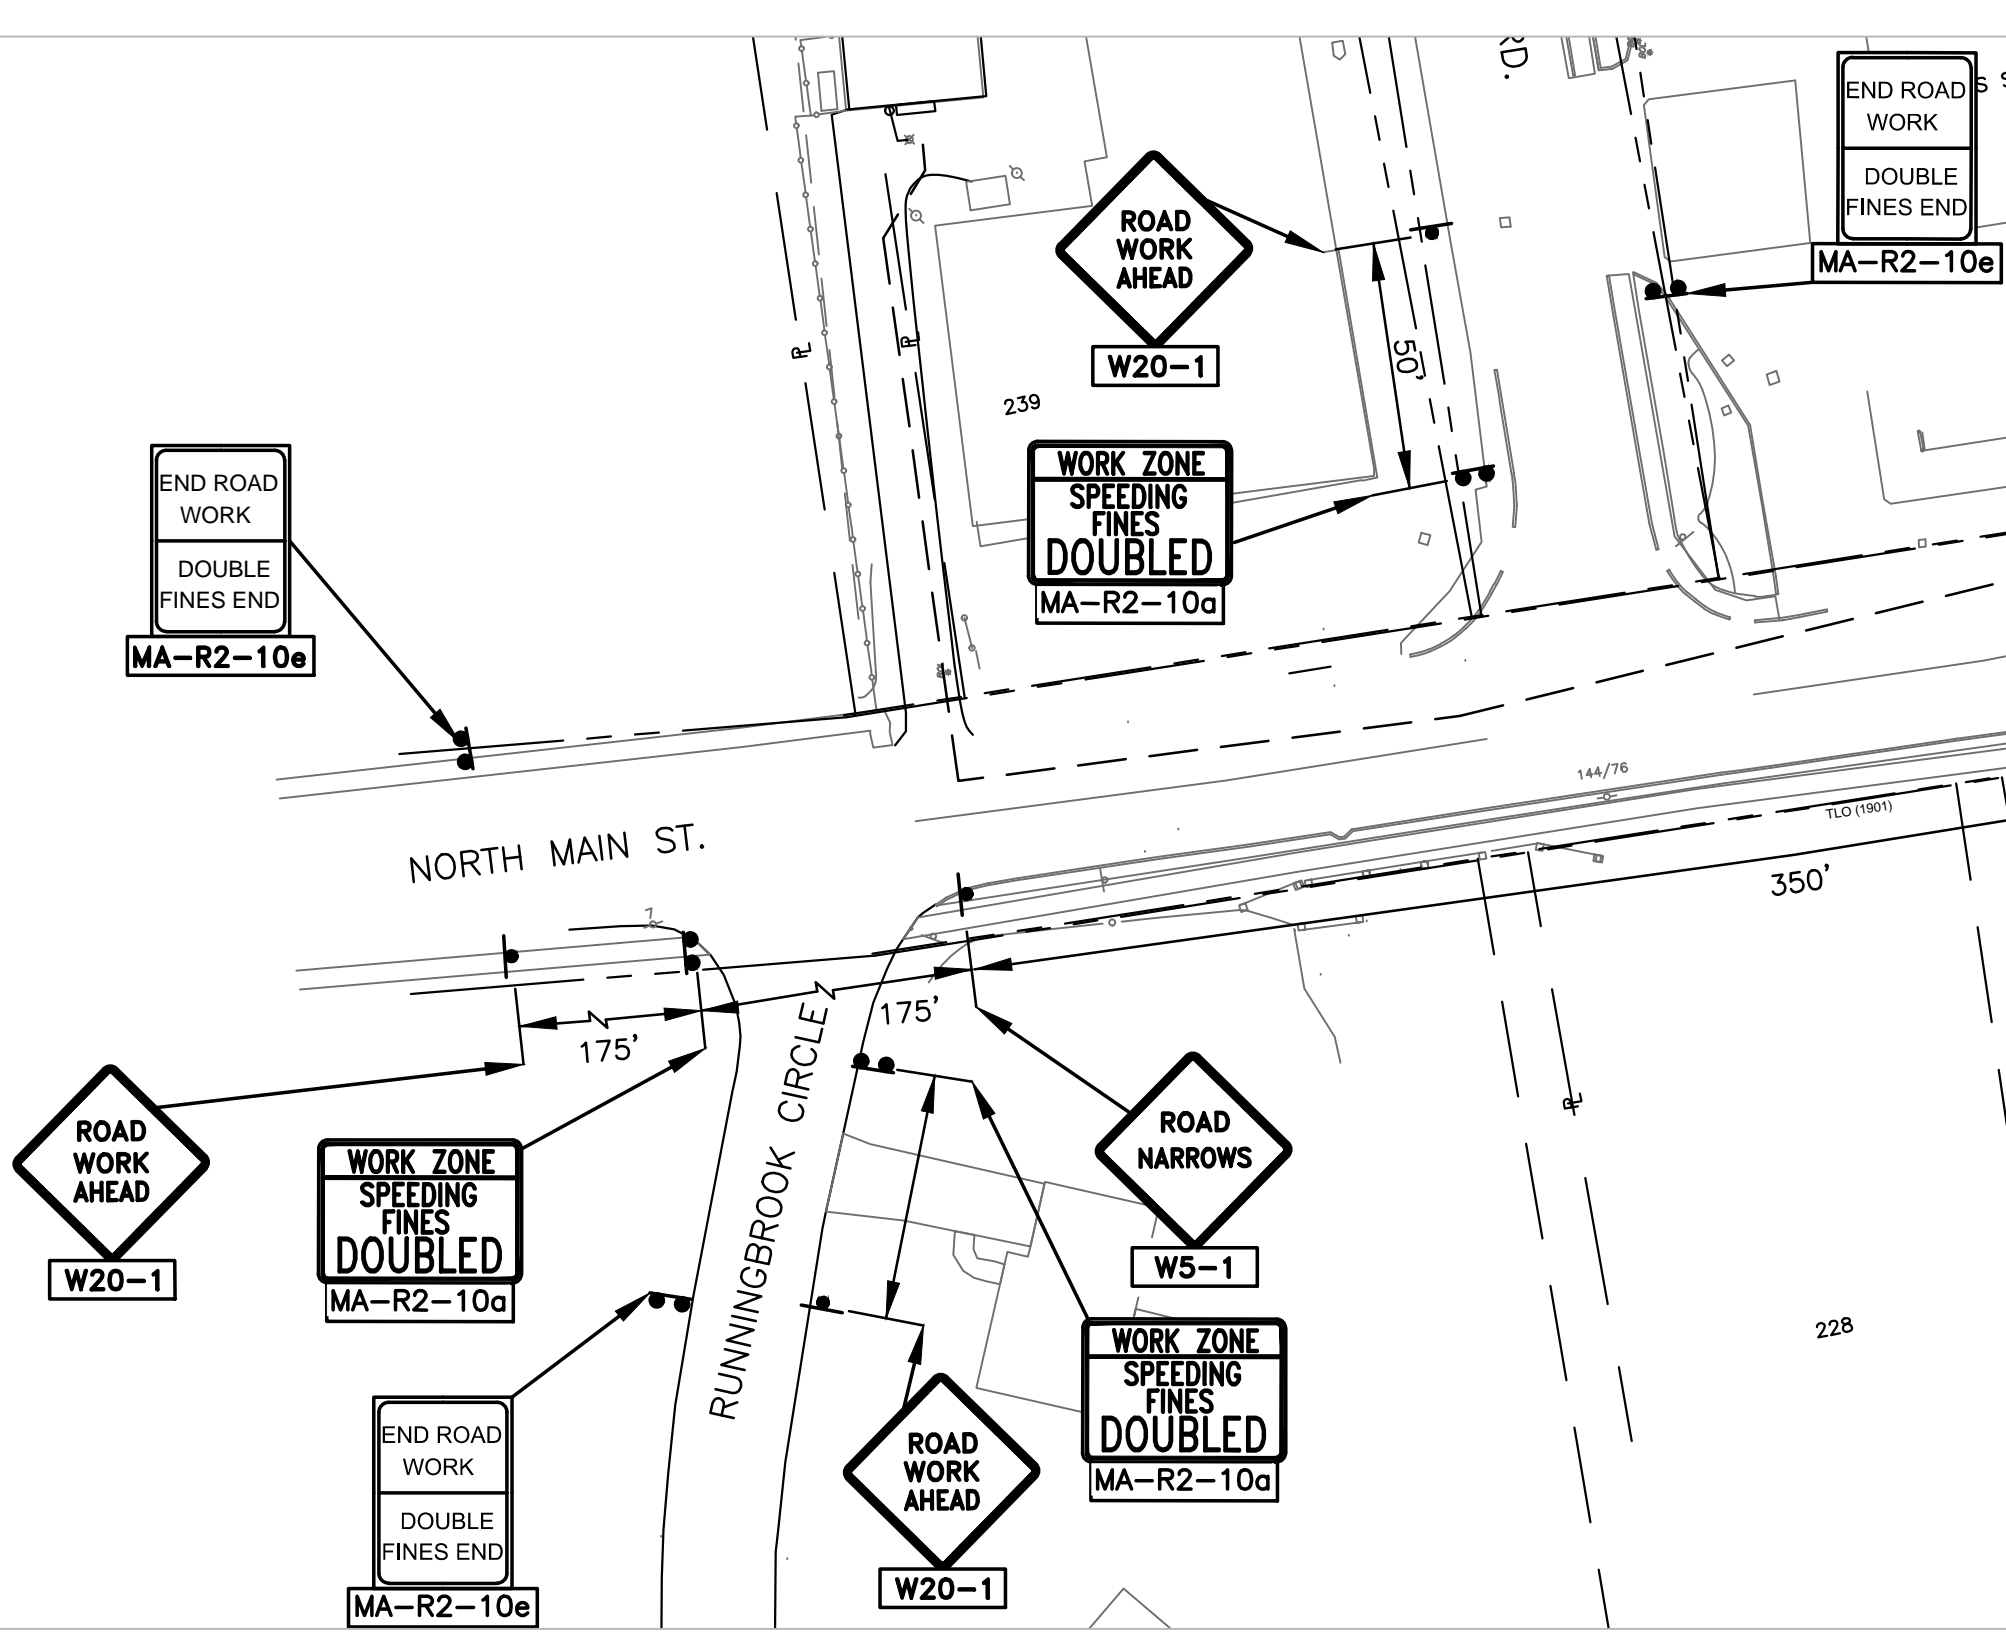 RD.
END ROAD
WORK
DOUBLE
FINES END
MA-R2-10e
S
ROAD
WORK
AHEAD
W20-1
50'
PL
PL
239
WORK ZONE
SPEEDING
FINES
DOUBLED
MA-R2-10a
END ROAD
WORK
DOUBLE
FINES END
MA-R2-10e
144/76
TLO (1901)
NORTH MAIN ST.
350'
175'
175'
RUNNINGBROOK CIRCLE
ROAD
WORK
AHEAD
W20-1
WORK ZONE
SPEEDING
FINES
DOUBLED
MA-R2-10a
ROAD
NARROWS
W5-1
PL
228
WORK ZONE
SPEEDING
FINES
DOUBLED
MA-R2-10a
ROAD
WORK
AHEAD
W20-1
END ROAD
WORK
DOUBLE
FINES END
MA-R2-10e